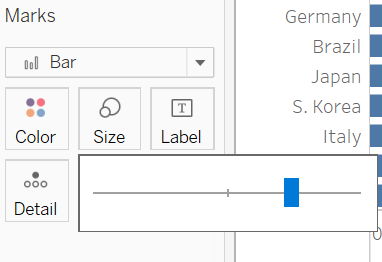 Marks
Bar
Color
Size
Label
Detail
Germany
Brazil
Japan
S. Korea
Italy
0